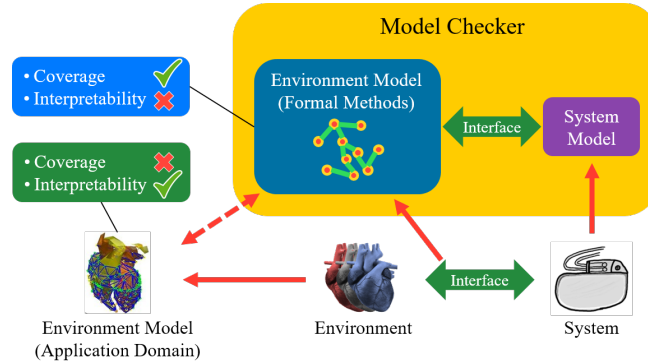 Model Checker
• Coverage
• Interpretability
Environment Model
(Formal Methods)
Interface
System
Model
• Coverage
• Interpretability
Interface
Environment Model
(Application Domain)
Environment
System